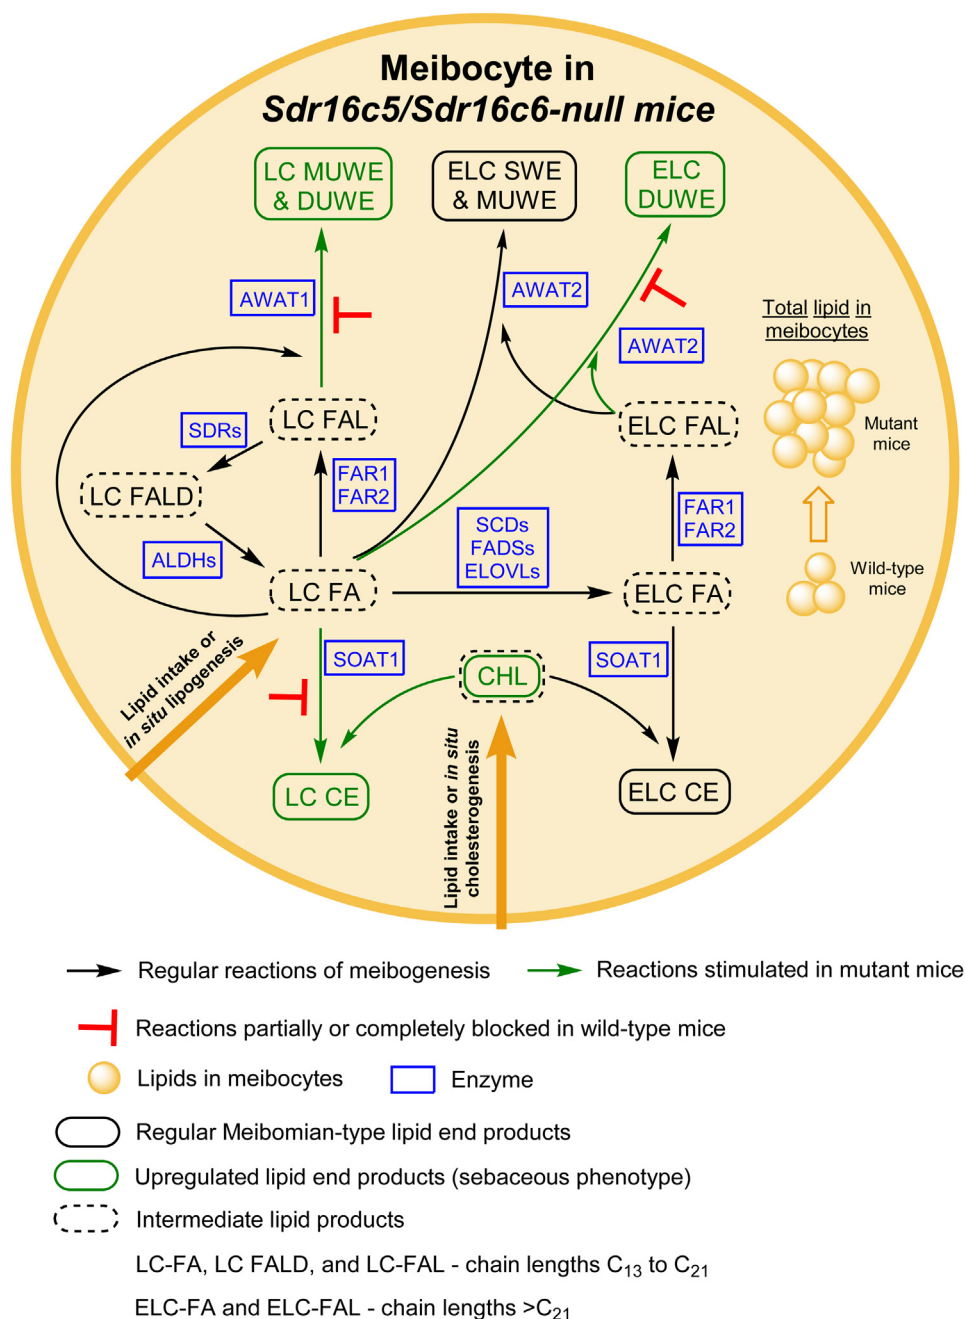 Meibocyte in
Sdr16c5/Sdr16c6-null mice
LC MUWE
& DUWE
ELC SWE
& MUWE
ELC
DUWE
AWAT1
AWAT2
AWAT2
Total lipid in
meibocytes
Mutant
mice
Wild-type
mice
LC FAL
ELC FAL
SDRs
LC FALD
FAR1
FAR2
SCDs
FADSs
ELOVLs
FAR1
FAR2
ALDHs
LC FA
ELC FA
SOAT1
SOAT1
CHL
Lipid intake or
in situ lipogenesis
Lipid intake or in situ
cholesterogenesis
LC CE
ELC CE
Regular reactions of meibogenesis
Reactions stimulated in mutant mice
Reactions partially or completely blocked in wild-type mice
Lipids in meibocytes
Enzyme
Regular Meibomian-type lipid end products
Upregulated lipid end products (sebaceous phenotype)
Intermediate lipid products
LC-FA, LC FALD, and LC-FAL - chain lengths C13 to C21
ELC-FA and ELC-FAL - chain lengths >C21